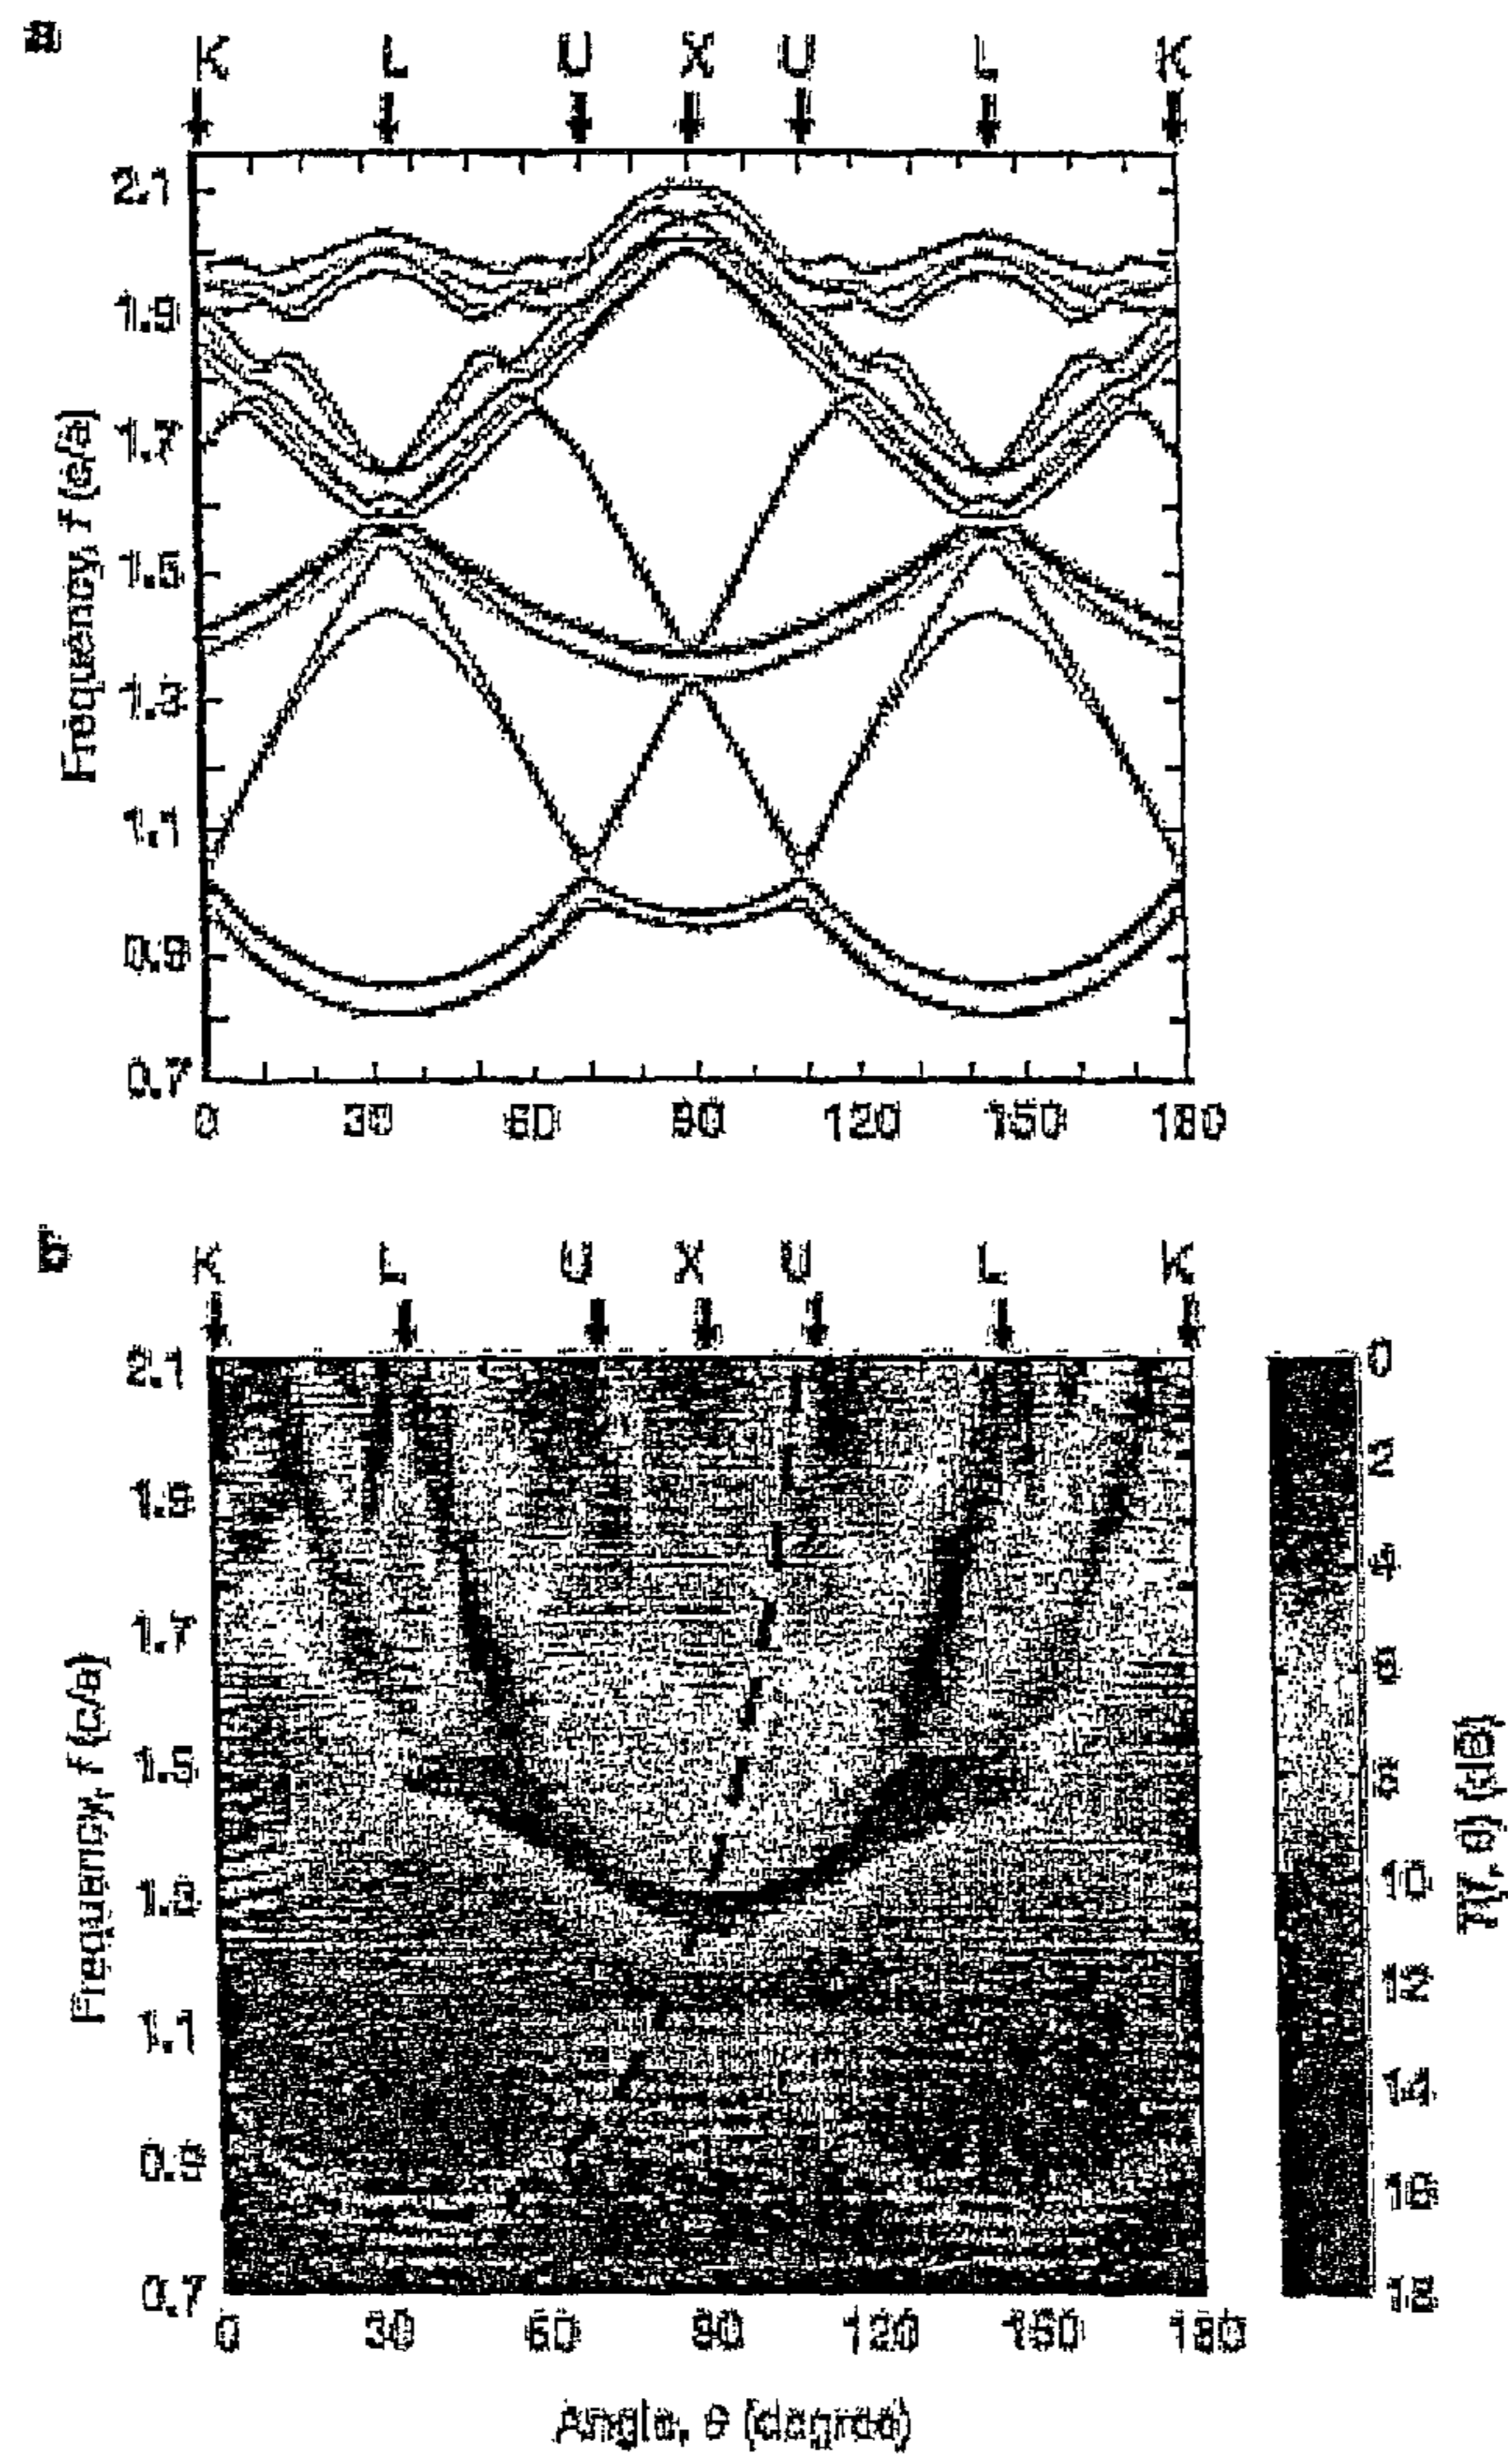 a
K L U X U L K
2.1
1.9
1.7
1.5
1.3
1.1
0.9
0.7
Frequency, f (c/a)
0 30 60 90 120 150 180
b
K L U X U L K
2.1
1.9
1.7
1.5
1.3
1.1
0.9
0.7
Frequency, f (c/a)
0 30 60 90 120 150 180
Angle, θ (degree)
0
2
4
6
8
10
12
14
16
18
T(f, θ) (dB)